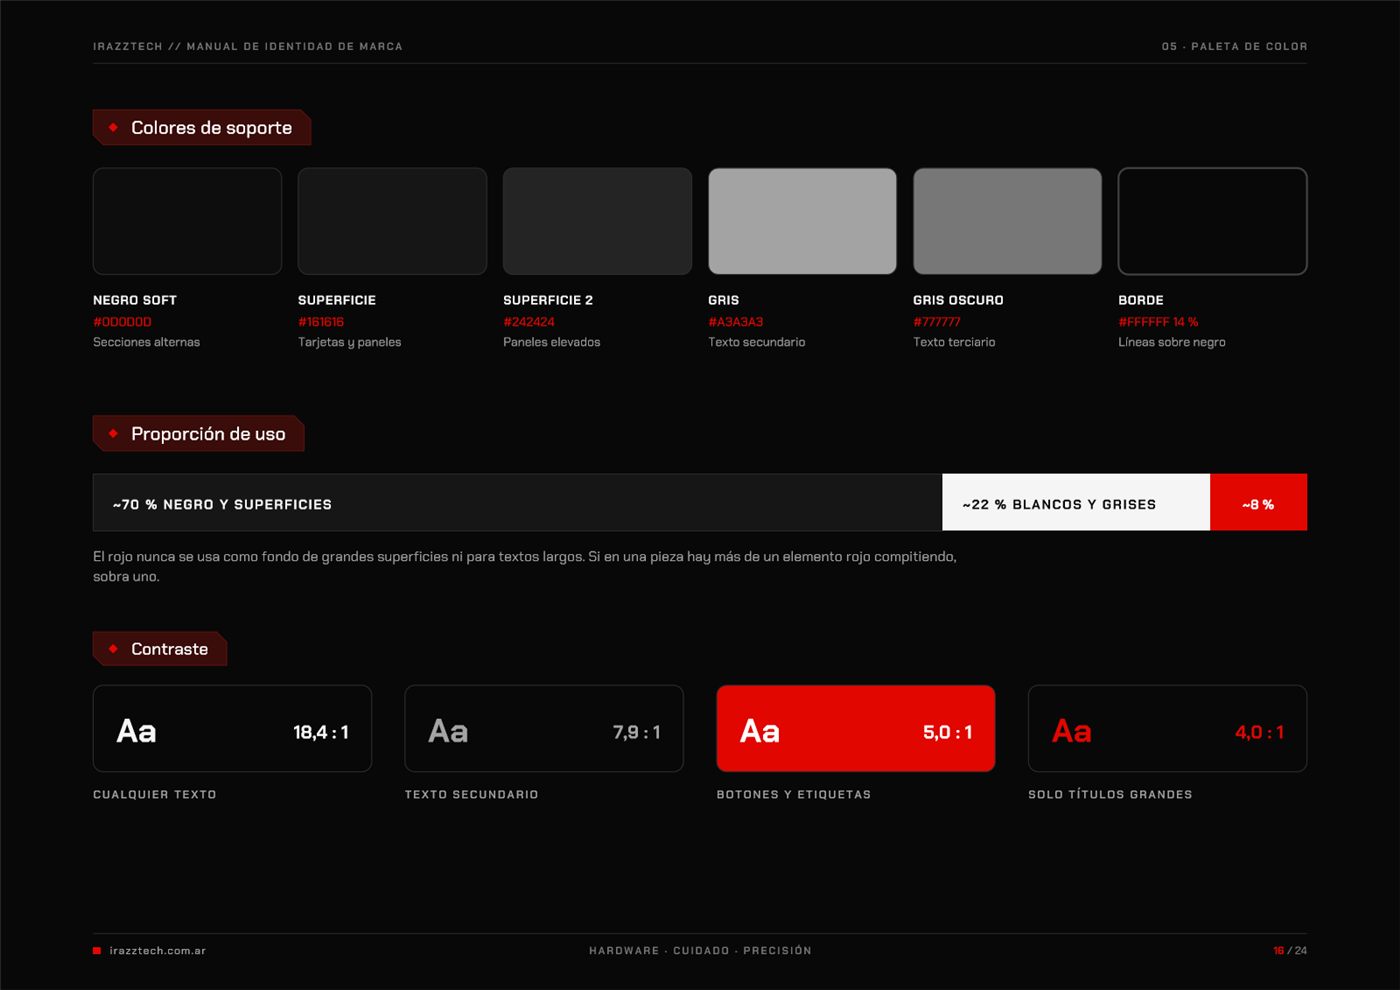 IRAZZTECH // MANUAL DE IDENTIDAD DE MARCA
05 · PALETA DE COLOR
Colores de soporte
NEGRO SOFT
#0D0D0D
Secciones alternas
SUPERFICIE
#161616
Tarjetas y paneles
SUPERFICIE 2
#242424
Paneles elevados
GRIS
#A3A3A3
Texto secundario
GRIS OSCURO
#777777
Texto terciario
BORDE
#FFFFFF 14 %
Líneas sobre negro
Proporción de uso
~70 % NEGRO Y SUPERFICIES
~22 % BLANCOS Y GRISES
~8 %
El rojo nunca se usa como fondo de grandes superficies ni para textos largos. Si en una pieza hay más de un elemento rojo compitiendo,
sobra uno.
Contraste
Aa 18,4 : 1
CUALQUIER TEXTO
Aa 7,9 : 1
TEXTO SECUNDARIO
Aa 5,0 : 1
BOTONES Y ETIQUETAS
Aa 4,0 : 1
SOLO TÍTULOS GRANDES
irazztech.com.ar
HARDWARE · CUIDADO · PRECISIÓN
16 / 24